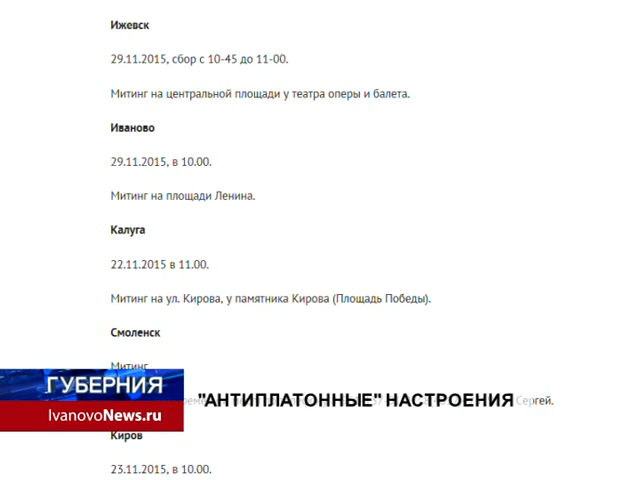 Ижевск
29.11.2015, сбор с 10-45 до 11-00.
Митинг на центральной площади у театра оперы и балета.
Иваново
29.11.2015, в 10.00.
Митинг на площади Ленина.
Калуга
22.11.2015 в 11.00.
Митинг на ул. Кирова, у памятника Кирова (Площадь Победы).
Смоленск
Митинг
ГУБЕРНИЯ
"АНТИПЛАТОННЫЕ" НАСТРОЕНИЯ
Сергей.
IvanovoNews.ru
Киров
23.11.2015, в 10.00.